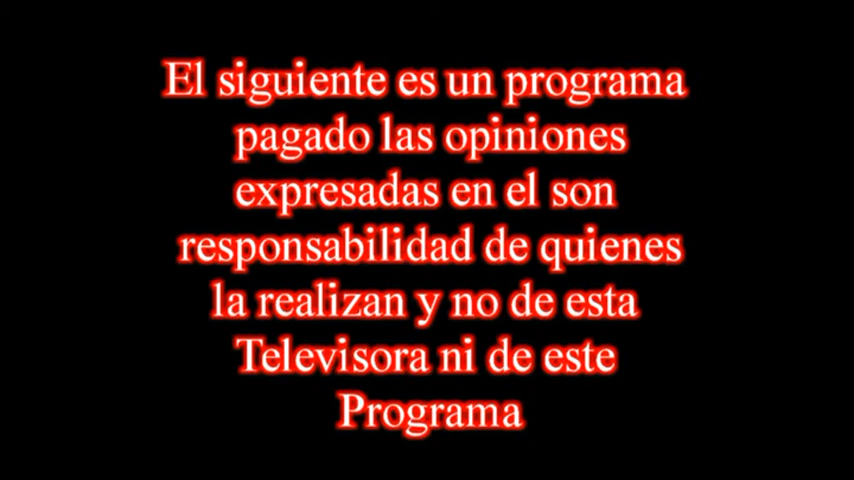 El siguiente es un programa
pagado las opiniones
expresadas en el son
responsabilidad de quienes
la realizan y no de esta
Televisora ni de este
Programa